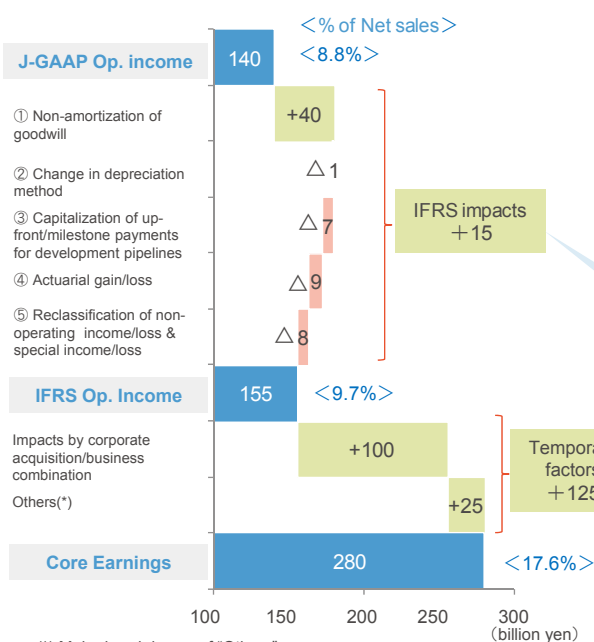 ＜% of Net sales＞
J-GAAP Op. income
140
＜8.8%＞
① Non-amortization of
goodwill
+40
② Change in depreciation
method
△ 1
③ Capitalization of up-
front/milestone payments
for development pipelines
△ 7
④ Actuarial gain/loss
△ 9
⑤ Reclassification of non-
operating income/loss &
special income/loss
△ 8
IFRS impacts
＋15
IFRS Op. Income
155
＜9.7%＞
Impacts by corporate
acquisition/business
combination
+100
Others(*)
+25
factors
＋125
Core Earnings
280
＜17.6%＞
100 150 200 250 300
（billion yen）